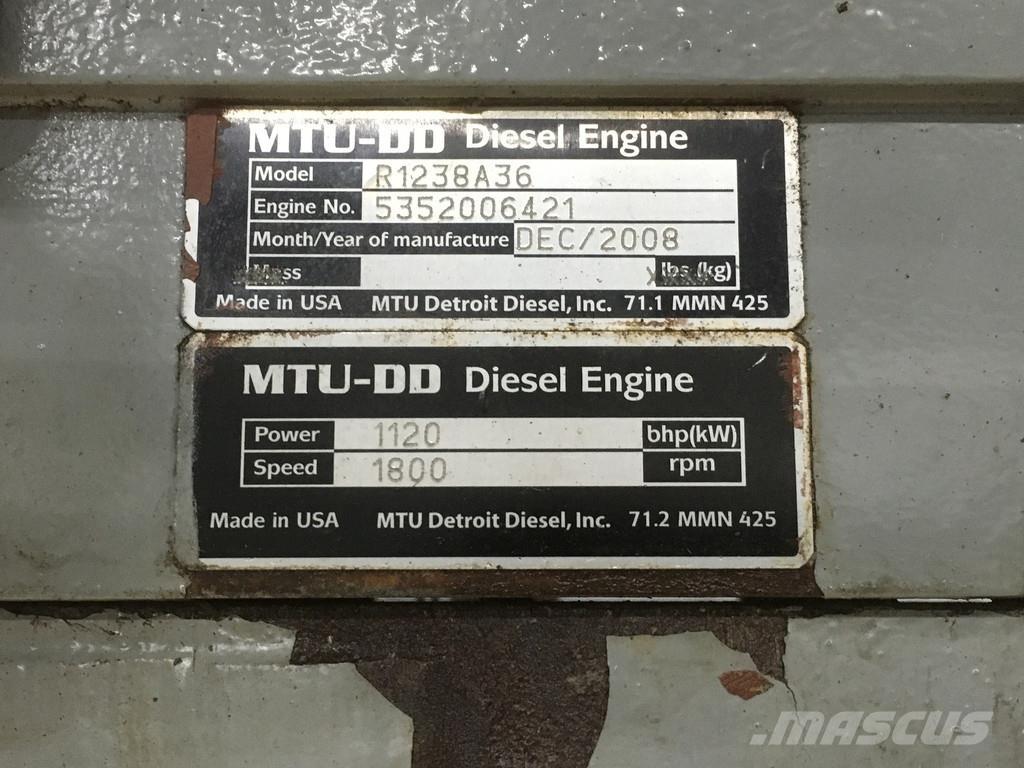 MTU-DD Diesel Engine
Model R1238A36
Engine No. 5352006421
Month/Year of manufacture DEC/2008
Mass lbs (kg)
Made in USA MTU Detroit Diesel, Inc. 71.1 MMN 425
MTU-DD Diesel Engine
Power 1120 bhp(kW)
Speed 1800 rpm
Made in USA MTU Detroit Diesel, Inc. 71.2 MMN 425
MASCUS